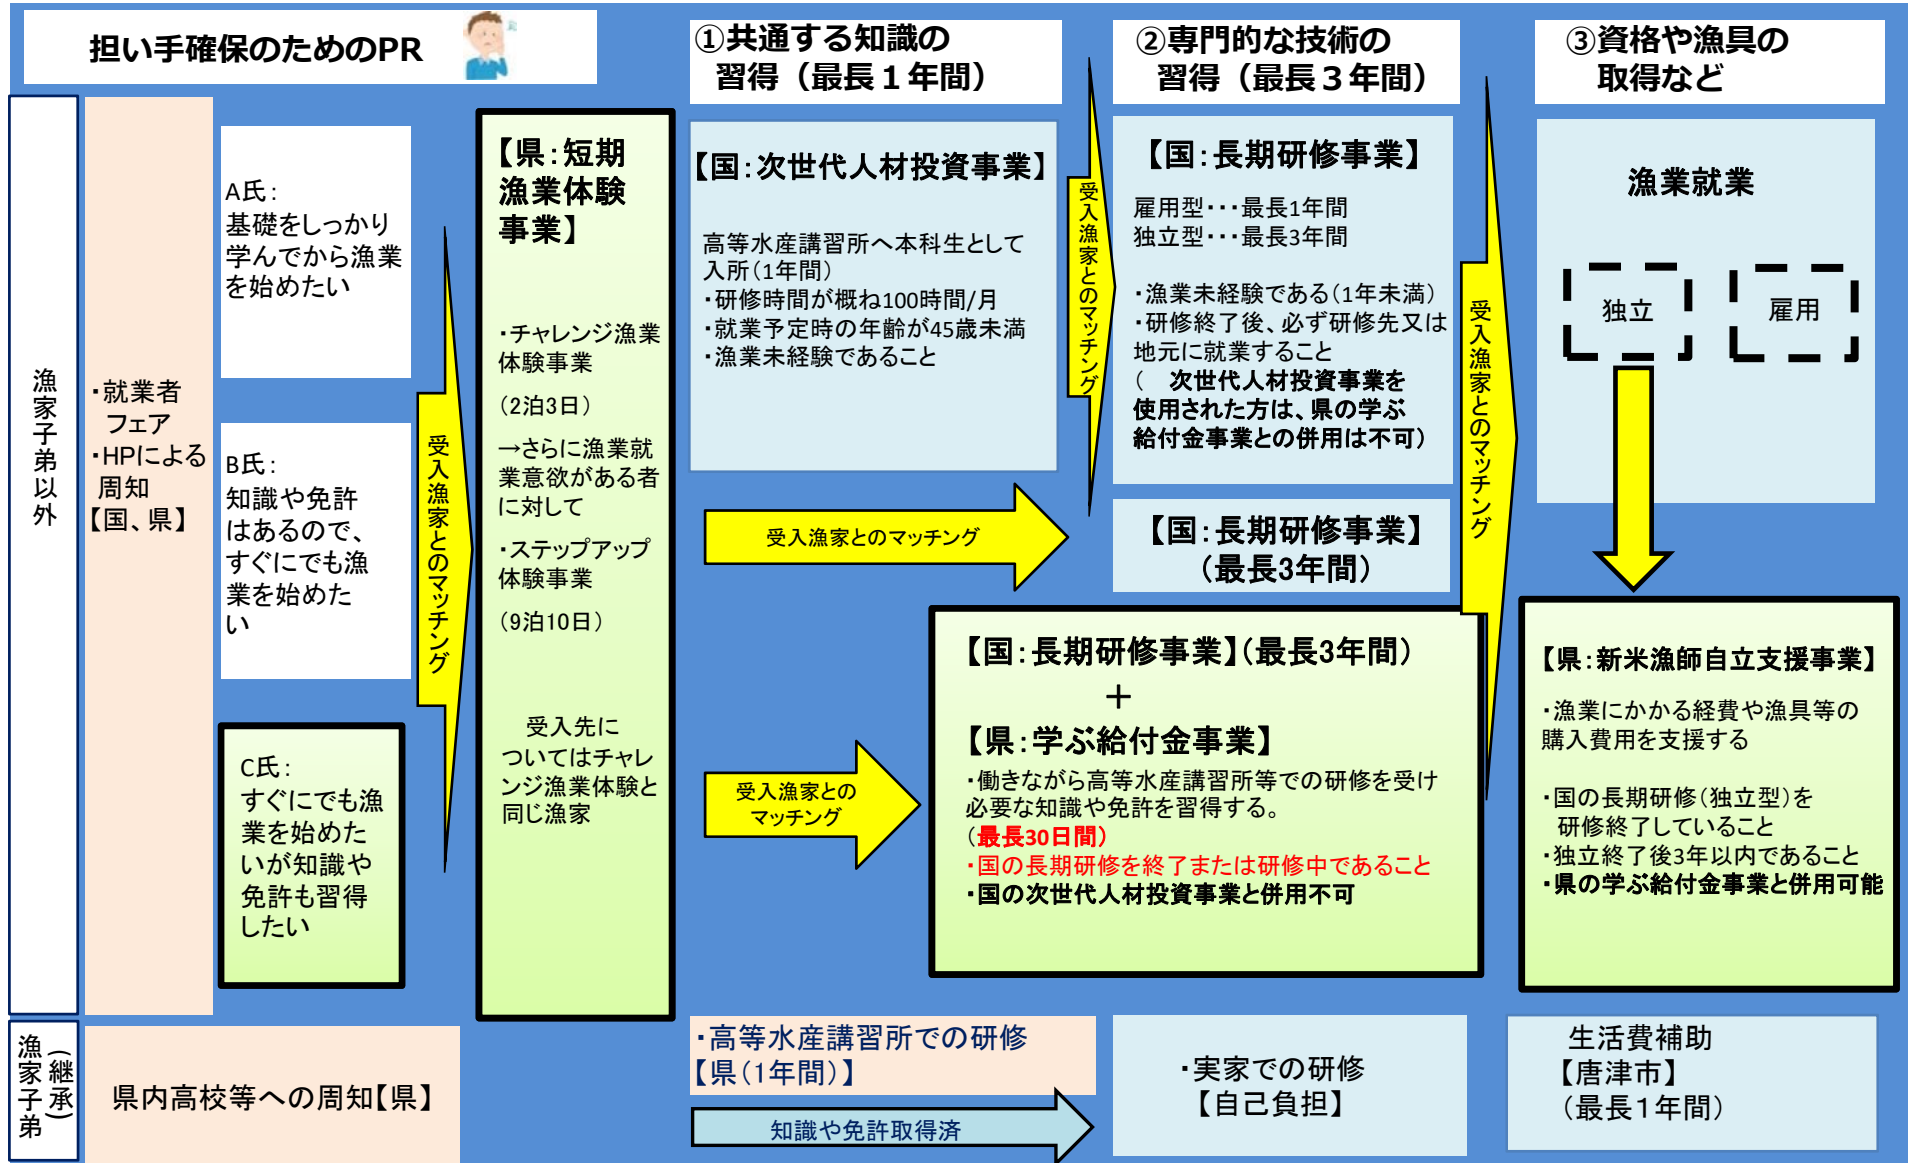 担い手確保のためのPR
①共通する知識の
習得（最長１年間）
②専門的な技術の
習得（最長３年間）
③資格や漁具の
取得など
漁家子弟以外
・就業者
フェア
・HPによる
周知
【国、県】
A氏：
基礎をしっかり
学んでから漁業
を始めたい
B氏：
知識や免許
はあるので、
すぐにでも漁
業を始めた
い
C氏：
すぐにでも漁
業を始めた
いが知識や
免許も習得
したい
受入漁家とのマッチング
【県：短期
漁業体験
事業】
・チャレンジ漁業
体験事業
（2泊3日）
→さらに漁業就
業意欲がある者
に対して
・ステップアップ
体験事業
（9泊10日）
受入先に
ついてはチャレ
ンジ漁業体験と
同じ漁家
【国：次世代人材投資事業】
高等水産講習所へ本科生として
入所（1年間）
・研修時間が概ね100時間/月
・就業予定時の年齢が45歳未満
・漁業未経験であること
受入漁家とのマッチング
【国：長期研修事業】
雇用型・・・最長1年間
独立型・・・最長3年間
・漁業未経験である（1年未満）
・研修終了後、必ず研修先又は
地元に就業すること
（　次世代人材投資事業を
使用された方は、県の学ぶ
給付金事業との併用は不可）
受入漁家とのマッチング
【国：長期研修事業】
（最長3年間）
受入漁家との
マッチング
【国：長期研修事業】（最長3年間）
＋
【県：学ぶ給付金事業】
・働きながら高等水産講習所等での研修を受け
必要な知識や免許を習得する。
（最長30日間）
・国の長期研修を終了または研修中であること
・国の次世代人材投資事業と併用不可
受入漁家とのマッチング
漁業就業
独立
雇用
【県：新米漁師自立支援事業】
・漁業にかかる経費や漁具等の
購入費用を支援する
・国の長期研修（独立型）を
研修終了していること
・独立終了後3年以内であること
・県の学ぶ給付金事業と併用可能
漁家子弟
（継承）
県内高校等への周知【県】
・高等水産講習所での研修
【県（1年間）】
知識や免許取得済
・実家での研修
【自己負担】
生活費補助
【唐津市】
（最長１年間）